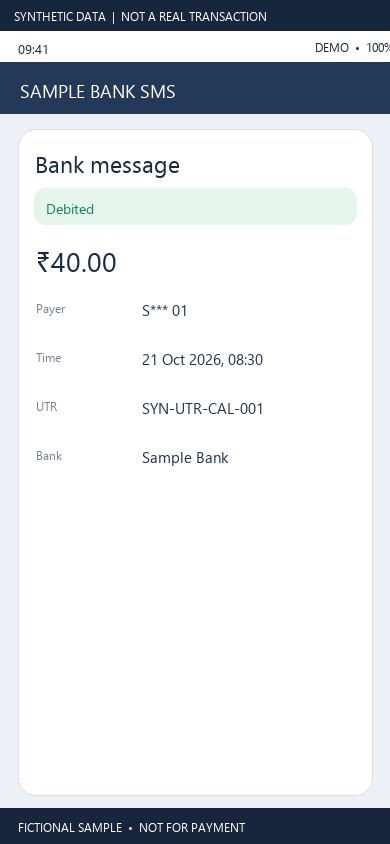 SYNTHETIC DATA | NOT A REAL TRANSACTION
09:41 DEMO • 100%
SAMPLE BANK SMS
Bank message
Debited
₹40.00
Payer S*** 01
Time 21 Oct 2026, 08:30
UTR SYN-UTR-CAL-001
Bank Sample Bank
FICTIONAL SAMPLE • NOT FOR PAYMENT